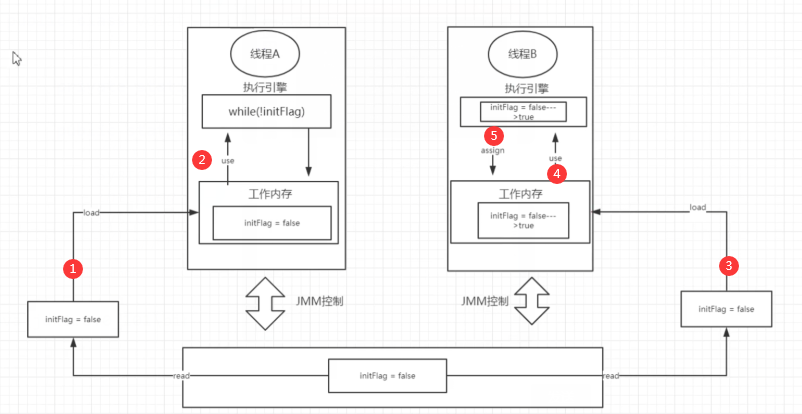 线程A
执行引擎
while(!initFlag)
2
use
工作内存
initFlag = false
load
1
initFlag = false
JMM控制
线程B
执行引擎
initFlag = false---
>true
5
assign
use
4
工作内存
initFlag = false---
>true
load
3
initFlag = false
JMM控制
read
initFlag = false
read